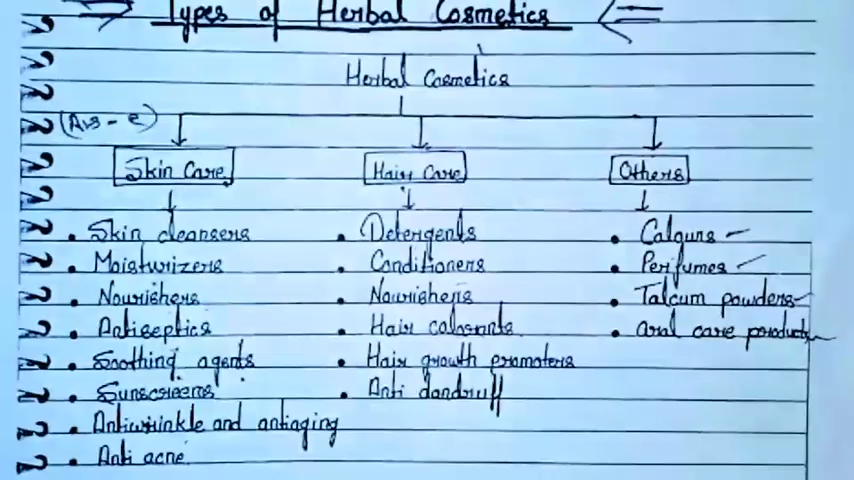 Types of Herbal Cosmetics
Herbal Cosmetics
Skin Care
Hair Care
Others
• Skin cleansers
• Moisturizers
• Nourishers
• Antiseptics
• Soothing agents
• Sunscreens
• Antiwrinkle and antiaging
• Anti acne
• Detergents
• Conditioners
• Nourishers
• Hair colorants
• Hair growth promoters
• Anti dandruff
• Perfumes
• Talcum powders
• oral care products